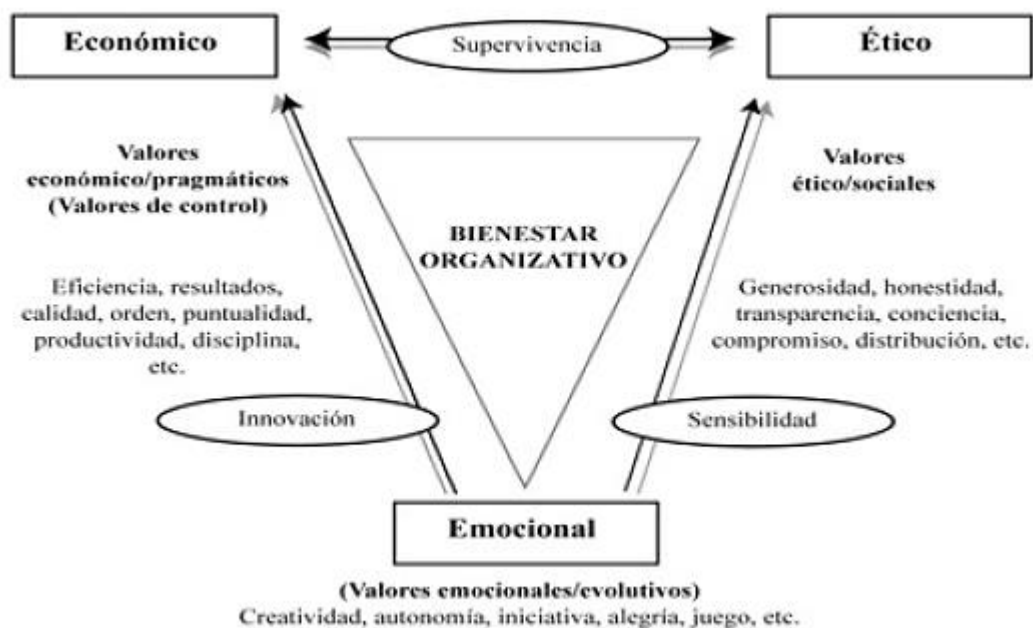 Económico
Supervivencia
Ético
Valores
económico/pragmáticos
(Valores de control)
Valores
ético/sociales
BIENESTAR
ORGANIZATIVO
Eficiencia, resultados,
calidad, orden, puntualidad,
productividad, disciplina,
etc.
Generosidad, honestidad,
transparencia, conciencia,
compromiso, distribución, etc.
Innovación
Sensibilidad
Emocional
(Valores emocionales/evolutivos)
Creatividad, autonomía, iniciativa, alegría, juego, etc.